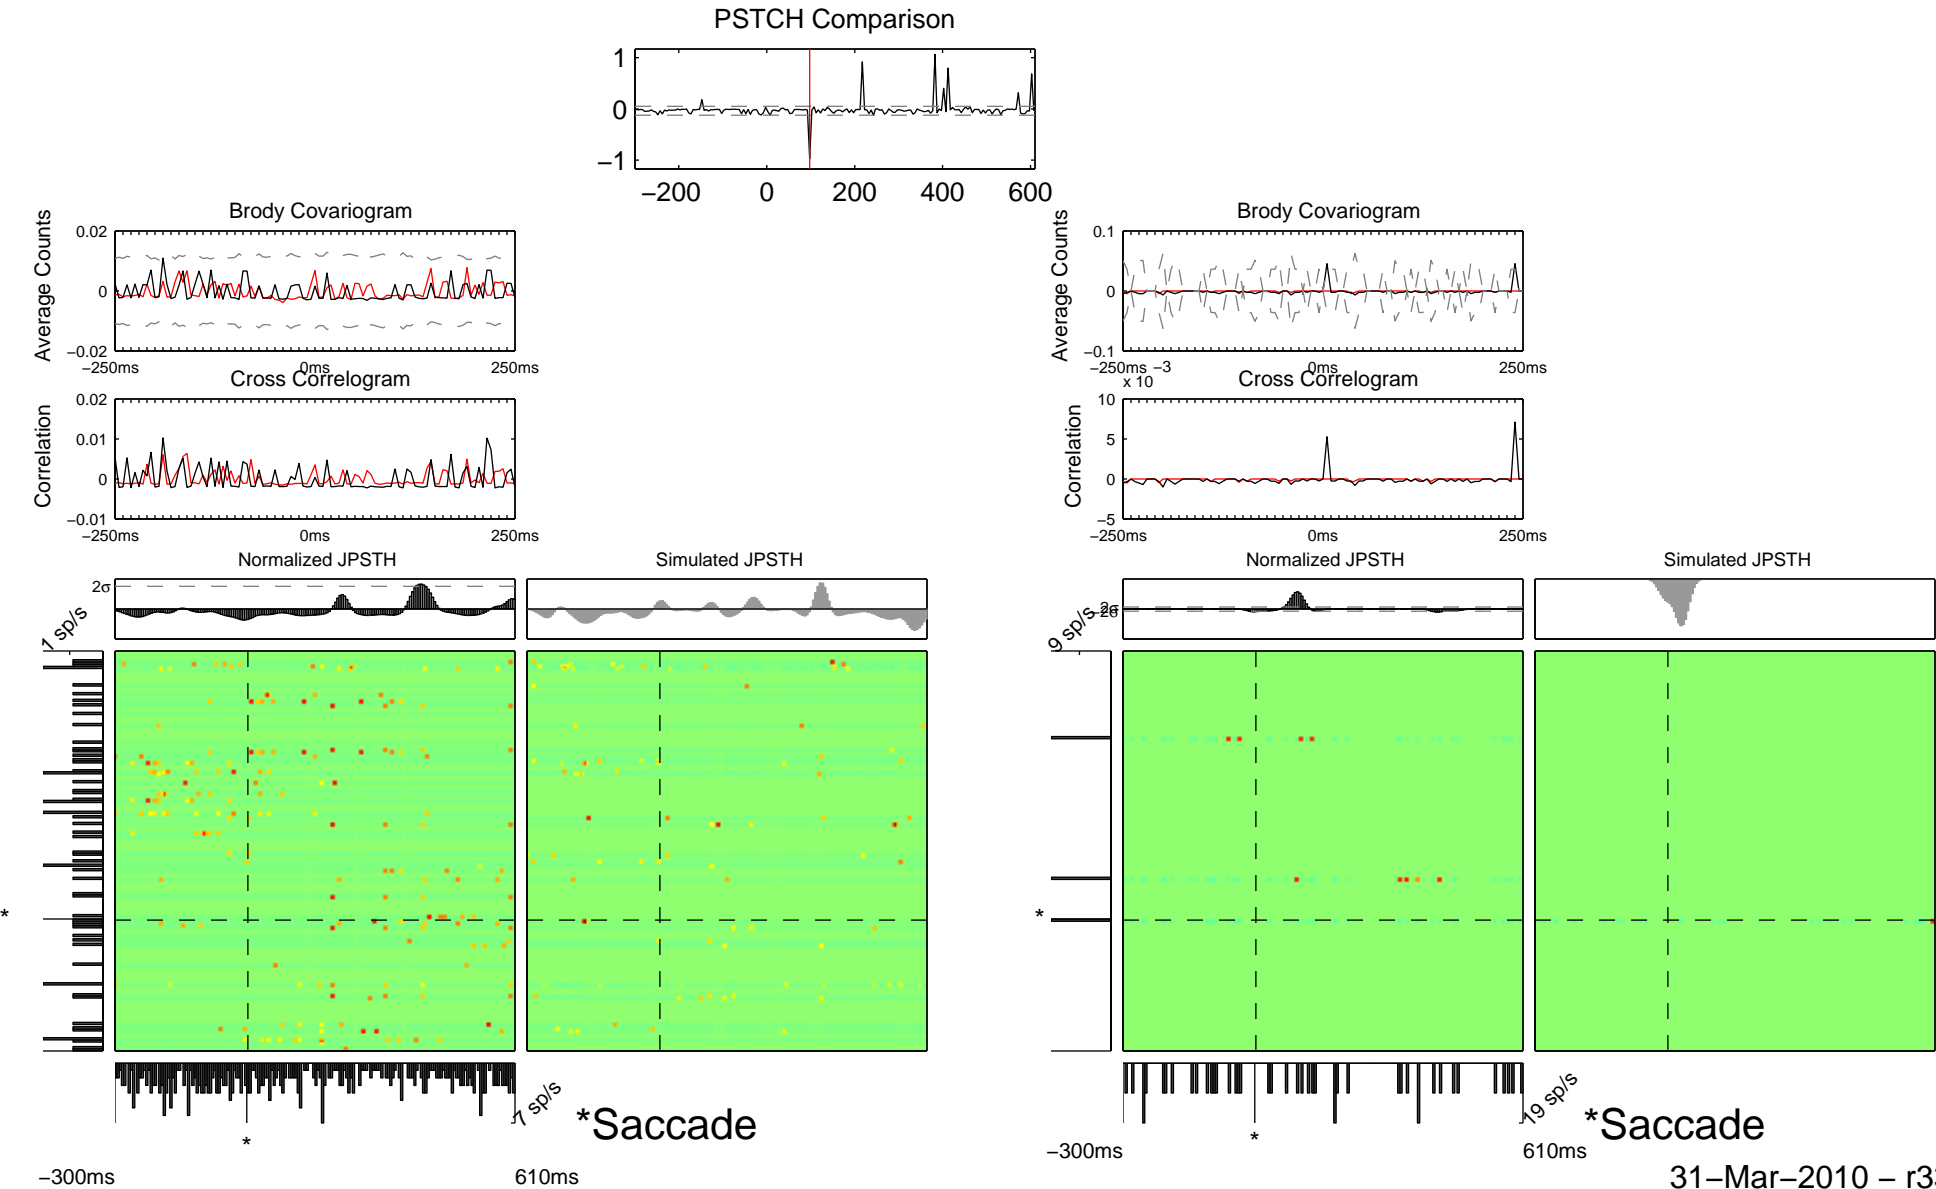 PSTCH Comparison
1
0
−1
−200 0 200 400 600
Brody Covariogram
Average Counts
0.02
0
−0.02
−250ms 0ms 250ms
Cross Correlogram
Correlation
0.02
0.01
0
−0.01
−250ms 0ms 250ms
Normalized JPSTH
Simulated JPSTH
2σ
1 sp/s
*
*
7 sp/s
*Saccade
−300ms
610ms
Brody Covariogram
Average Counts
0.1
0
−0.1
−250ms 0ms 250ms
x 10−3
Cross Correlogram
Correlation
10
5
0
−5
−250ms 0ms 250ms
Normalized JPSTH
Simulated JPSTH
2σ
9 sp/s
*
*
19 sp/s
*Saccade
−300ms
610ms
31−Mar−2010 − r33